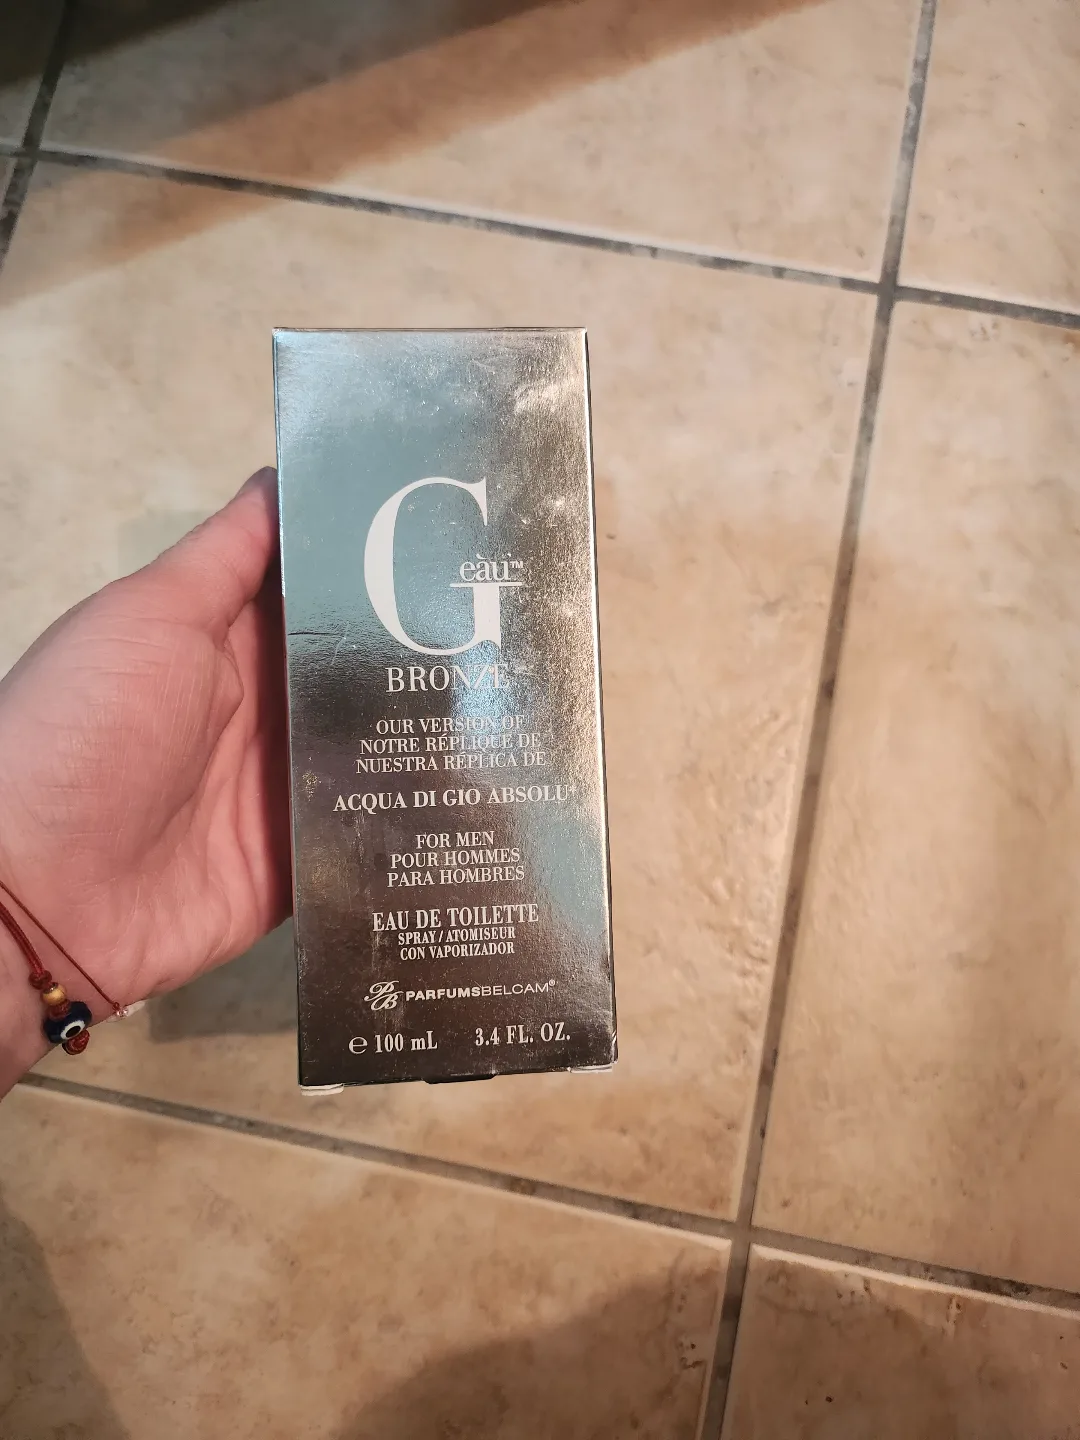 G eàu™
BRONZE™
OUR VERSION OF
NOTRE RÉPLIQUE DE
NUESTRA RÉPLICA DE
ACQUA DI GIO ABSOLU*
FOR MEN
POUR HOMMES
PARA HOMBRES
EAU DE TOILETTE
SPRAY / ATOMISEUR
CON VAPORIZADOR
PB PARFUMSBELCAM®
℮ 100 mL 3.4 FL. OZ.